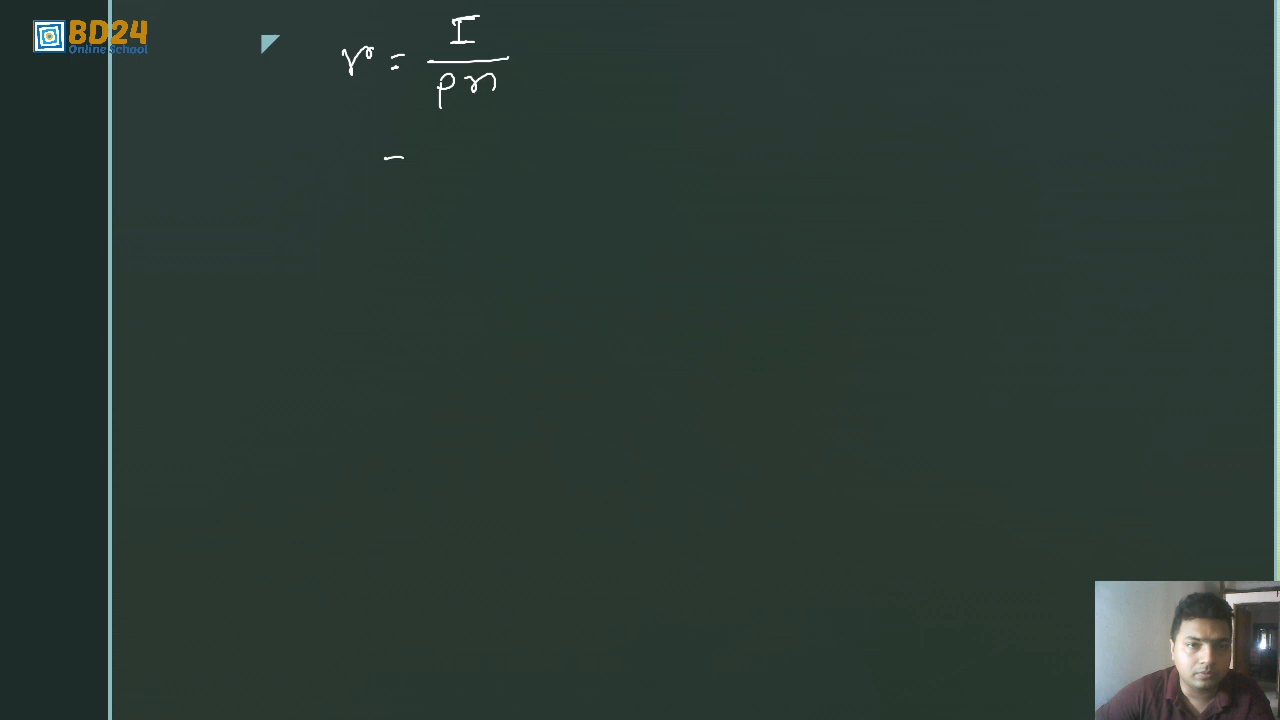 BD24
Online School
r = I / pn
=